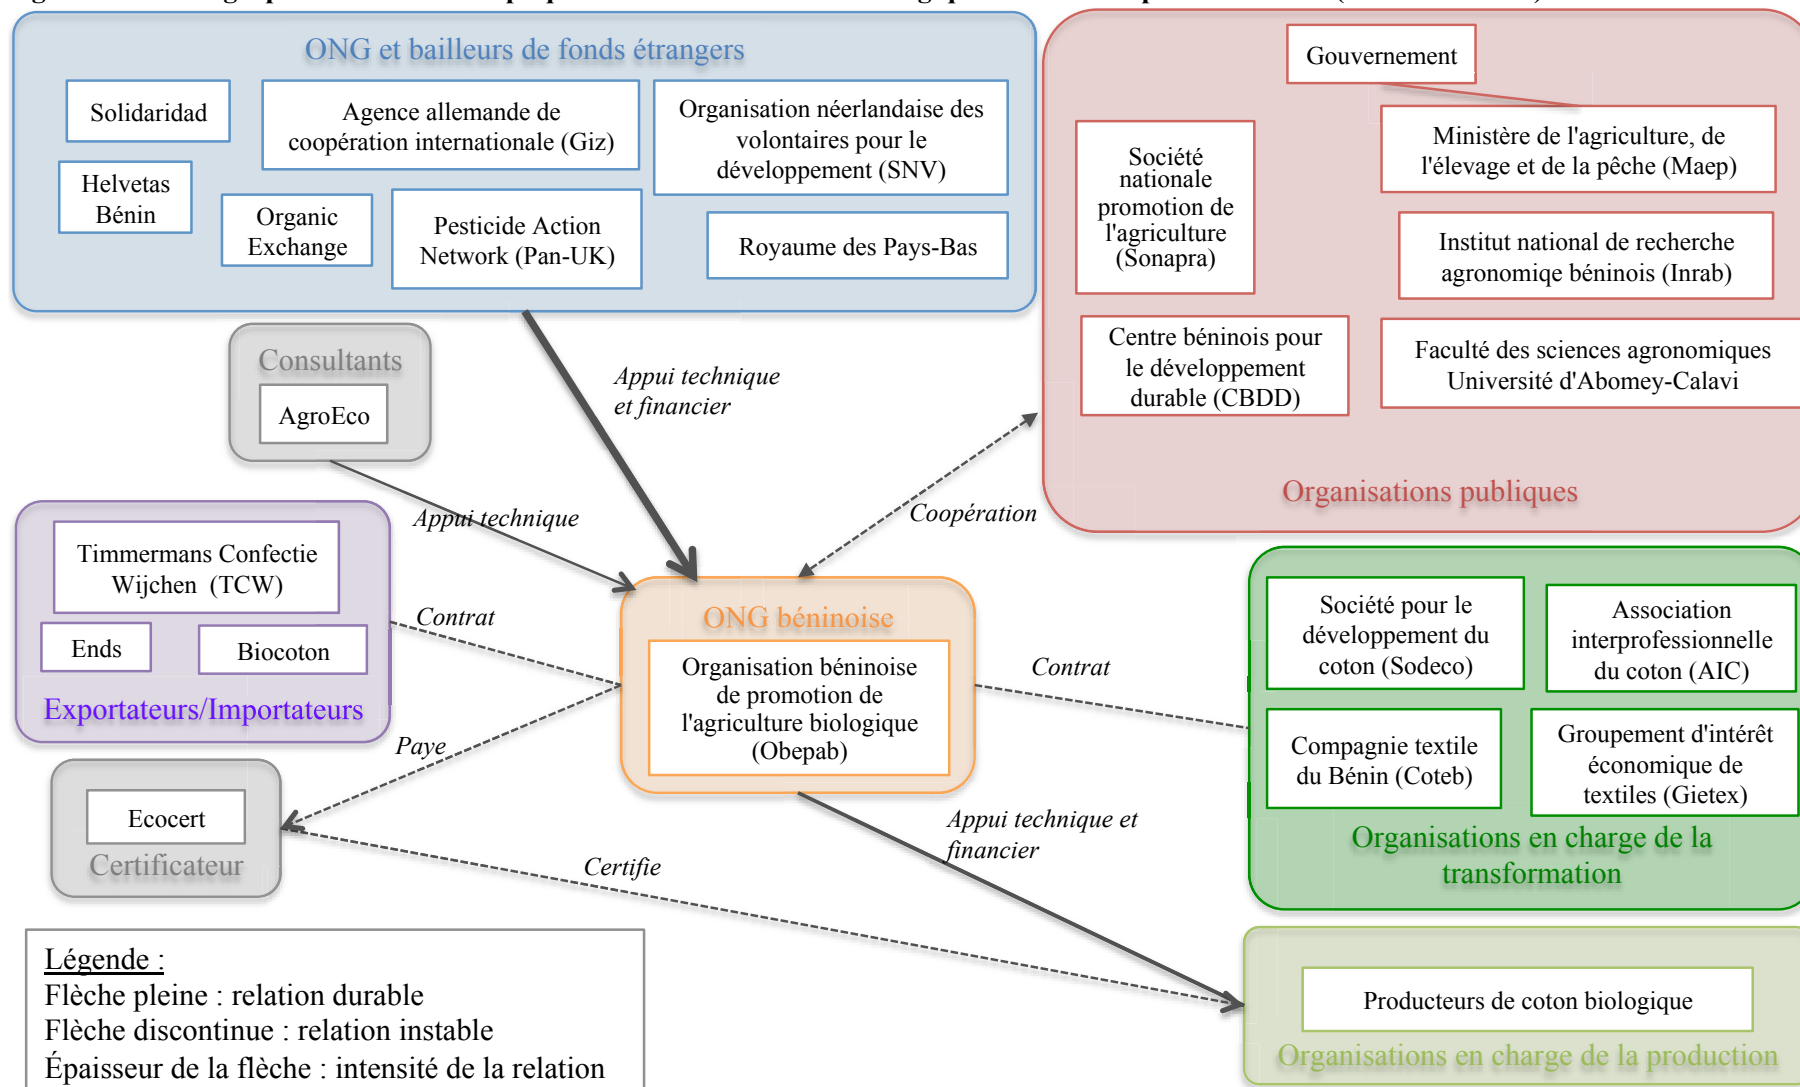 ONG et bailleurs de fonds étrangers
Solidaridad
Agence allemande de
coopération internationale (Giz)
Organisation néerlandaise des
volontaires pour le
développement (SNV)
Helvetas
Bénin
Organic
Exchange
Pesticide Action
Network (Pan-UK)
Royaume des Pays-Bas
Gouvernement
Ministère de l'agriculture, de
l'élevage et de la pêche (Maep)
Société
nationale
promotion de
l'agriculture
(Sonapra)
Institut national de recherche
agronomiqe béninois (Inrab)
Centre béninois pour
le développement
durable (CBDD)
Faculté des sciences agronomiques
Université d'Abomey-Calavi
Organisations publiques
Consultants
AgroEco
Appui technique
et financier
Appui technique
Coopération
Timmermans Confectie
Wijchen (TCW)
Ends
Biocoton
Exportateurs/Importateurs
Contrat
Paye
ONG béninoise
Organisation béninoise
de promotion de
l'agriculture biologique
(Obepab)
Contrat
Société pour le
développement du
coton (Sodeco)
Association
interprofessionnelle
du coton (AIC)
Compagnie textile
du Bénin (Coteb)
Groupement d'intérêt
économique de
textiles (Gietex)
Organisations en charge de la
transformation
Ecocert
Certificateur
Certifie
Appui technique et
financier
Producteurs de coton biologique
Organisations en charge de la production
Légende :
Flèche pleine : relation durable
Flèche discontinue : relation instable
Épaisseur de la flèche : intensité de la relation